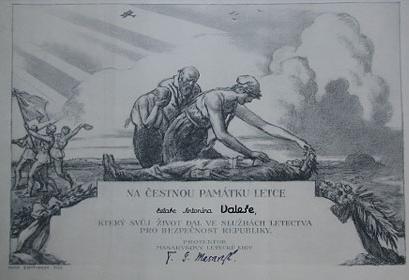 NA ČESTNOU PAMÁTKU LETCE
Antonína Valeše,
KTERÝ SVŮJ ŽIVOT DAL VE SLUŽBÁCH LETECTVA
PRO BEZPEČNOST REPUBLIKY.
PROTEKTOR
MASARYKOVY LETECKÉ LIGY
T. G. Masaryk